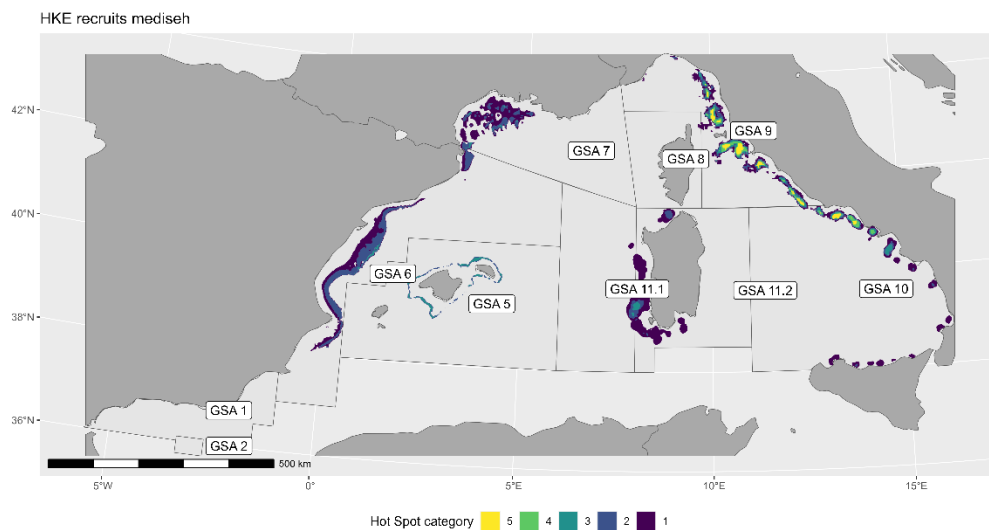 HKE recruits mediseh
42°N
40°N
38°N
36°N
GSA 9
GSA 7
GSA 8
GSA 6
GSA 5
GSA 11.1
GSA 11.2
GSA 10
GSA 1
GSA 2
500 km
5°W
0°
5°E
10°E
15°E
Hot Spot category 5 4 3 2 1